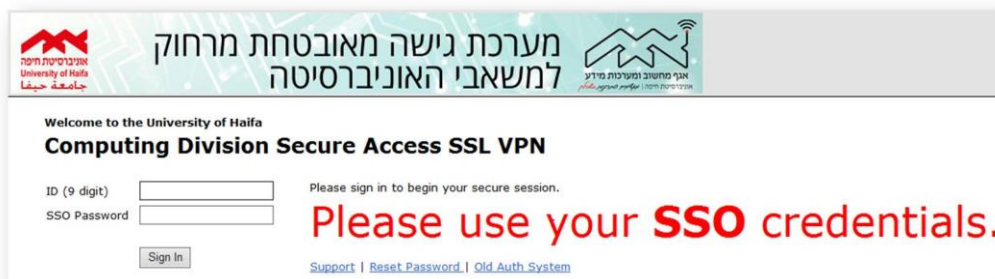 אוניברסיטת חיפה
University of Haifa
جامعة حيفا
מערכת גישה מאובטחת מרחוק
למשאבי האוניברסיטה
אגף מחשוב ומערכות מידע
אוניברסיטת חיפה |
Welcome to the University of Haifa
Computing Division Secure Access SSL VPN
ID (9 digit)
SSO Password
Sign In
Please sign in to begin your secure session.
Please use your SSO credentials.
Support | Reset Password | Old Auth System